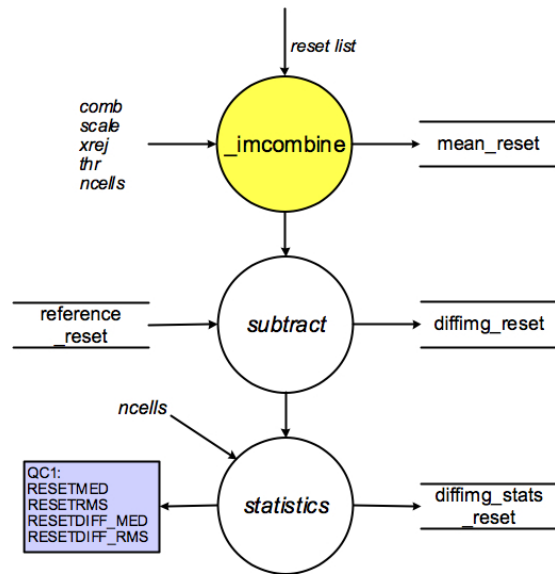 reset list
comb
scale
xrej
thr
ncells
_imcombine
mean_reset
reference
_reset
subtract
diffimg_reset
ncells
QC1:
RESETMED
RESETRMS
RESETDIFF_MED
RESETDIFF_RMS
statistics
diffimg_stats
_reset